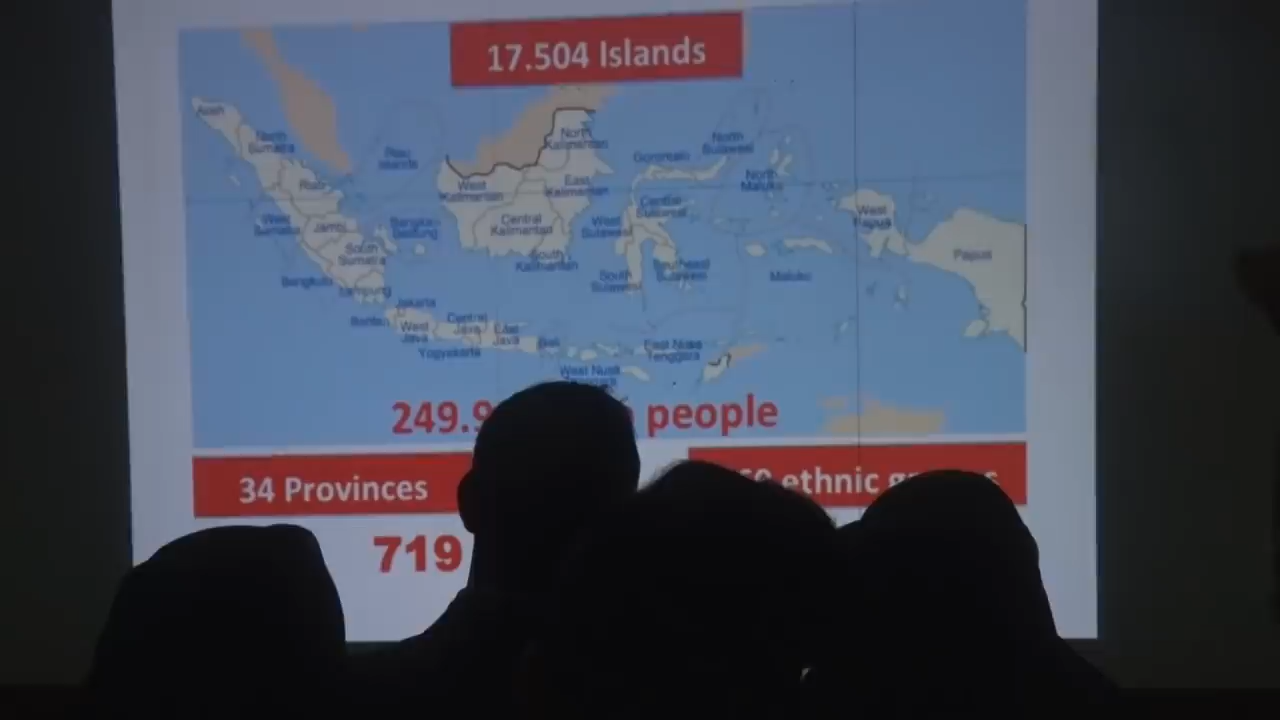 17.504 Islands
Aceh
North
Sumatra
Riau
Islands
Riau
West
Sumatra
Jambi
Bangka
Belitung
South
Sumatra
Bengkulu
Lampung
Banten
Jakarta
West
Java
Central
Java
East
Java
Yogyakarta
Bali
North
Kalimantan
West
Kalimantan
East
Kalimantan
Central
Kalimantan
South
Kalimantan
Gorontalo
North
Sulawesi
Central
Sulawesi
West
Sulawesi
South
Sulawesi
Southeast
Sulawesi
North
Maluku
Maluku
West
Papua
Papua
East Nusa
Tenggara
West Nusa
249.9 people
34 Provinces
ethnic
719